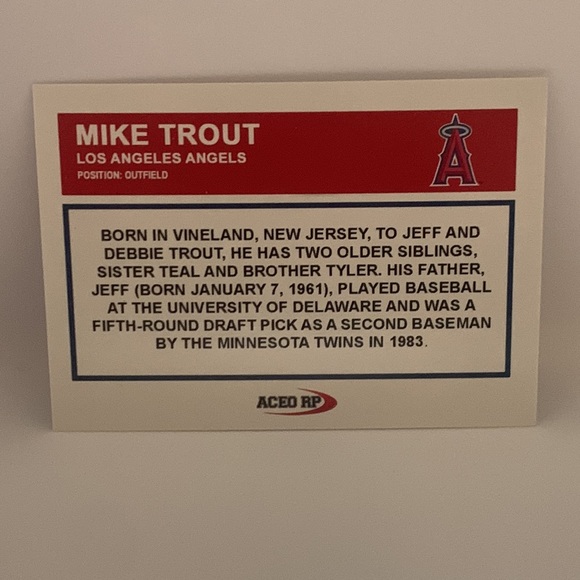 MIKE TROUT
LOS ANGELES ANGELS
POSITION: OUTFIELD
A
BORN IN VINELAND, NEW JERSEY, TO JEFF AND
DEBBIE TROUT, HE HAS TWO OLDER SIBLINGS,
SISTER TEAL AND BROTHER TYLER. HIS FATHER,
JEFF (BORN JANUARY 7, 1961), PLAYED BASEBALL
AT THE UNIVERSITY OF DELAWARE AND WAS A
FIFTH-ROUND DRAFT PICK AS A SECOND BASEMAN
BY THE MINNESOTA TWINS IN 1983.
ACEO RP